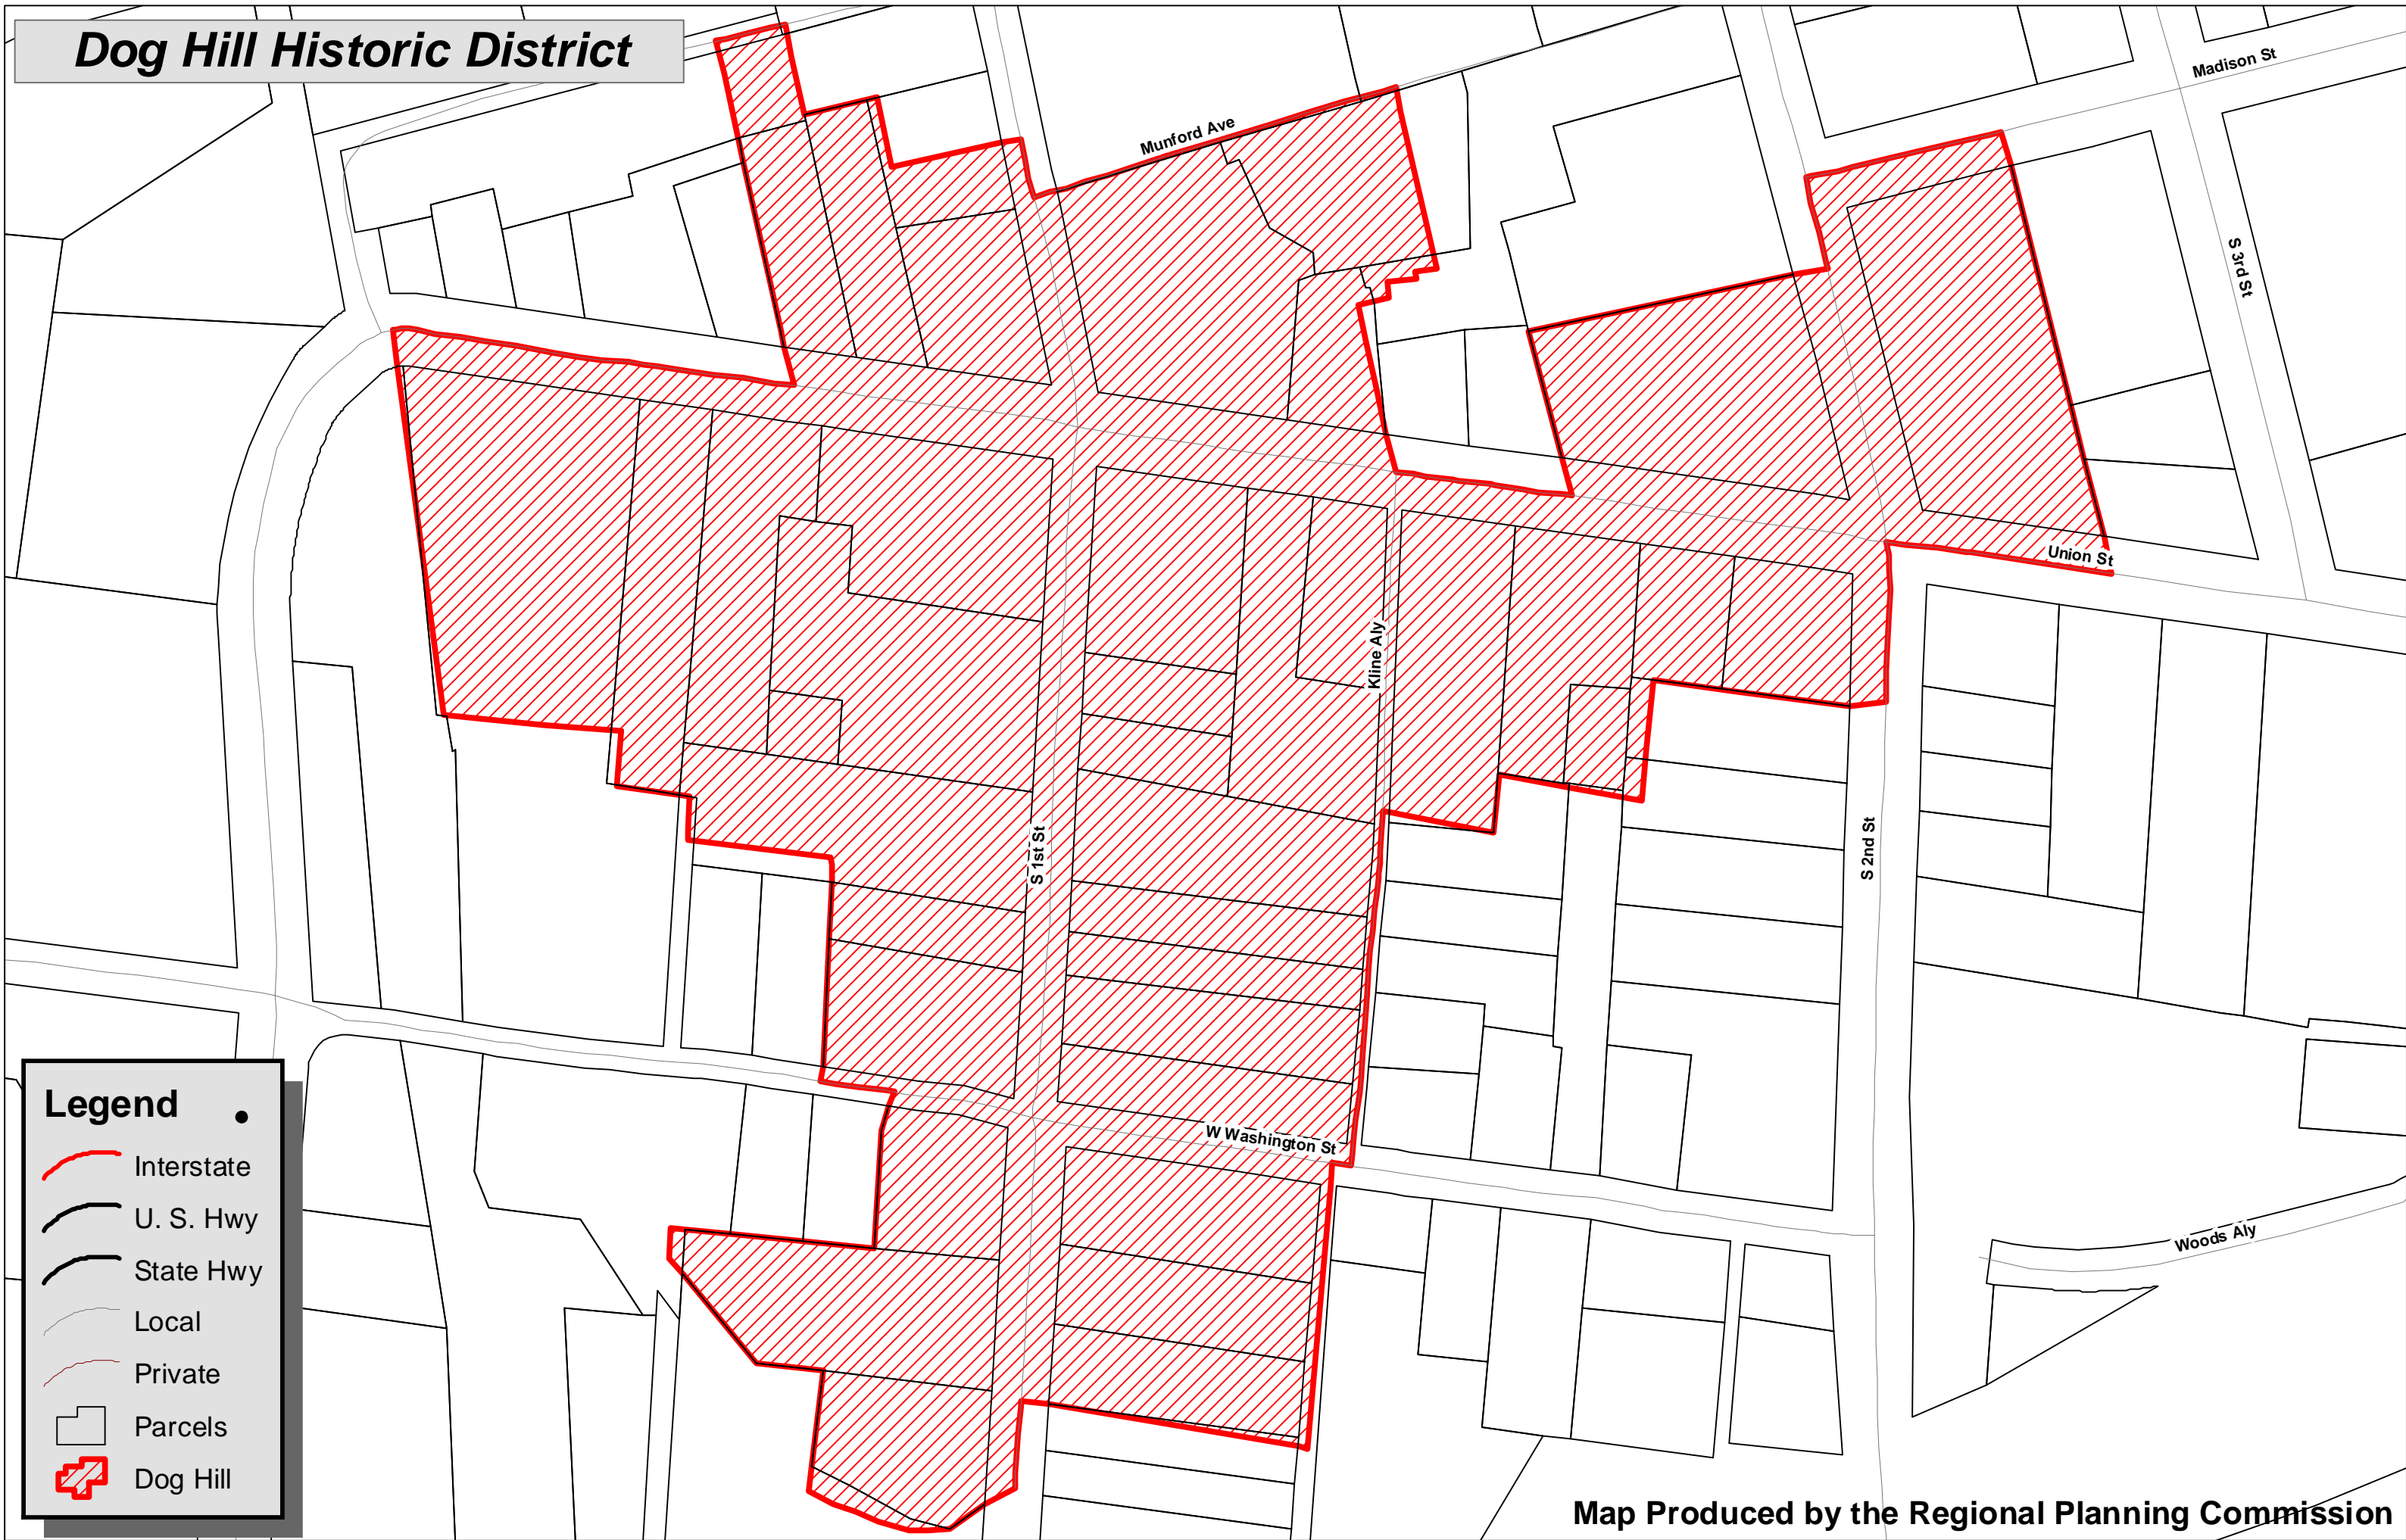 Dog Hill Historic District
Madison St
Munford Ave
S 3rd St
Union St
Kline Aly
S 1st St
S 2nd St
W Washington St
Woods Aly
Legend
Interstate
U. S. Hwy
State Hwy
Local
Private
Parcels
Dog Hill
Map Produced by the Regional Planning Commission